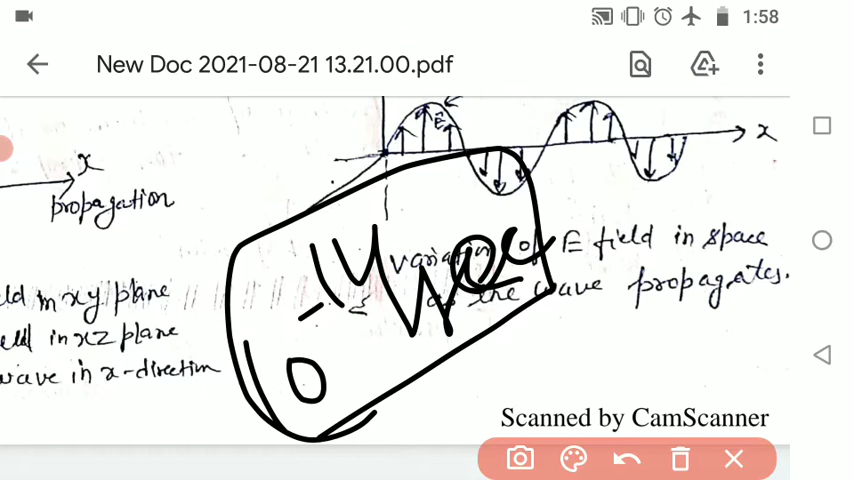 1:58
New Doc 2021-08-21 13.21.00.pdf
E
x
x
propagation
variation of E field in space
as the wave propagates.
ld in xy plane
eld in xz plane
wave in x-direction
Scanned by CamScanner